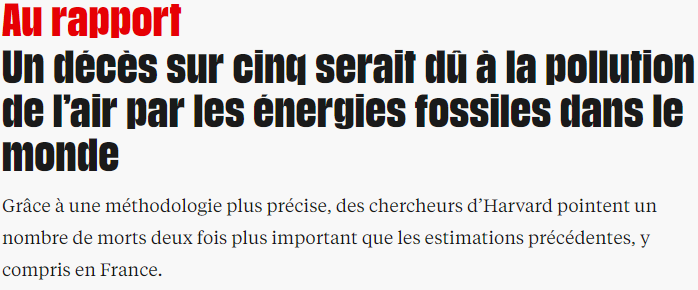 Au rapport
Un décès sur cinq serait dû à la pollution
de l’air par les énergies fossiles dans le
monde
Grâce à une méthodologie plus précise, des chercheurs d’Harvard pointent un
nombre de morts deux fois plus important que les estimations précédentes, y
compris en France.